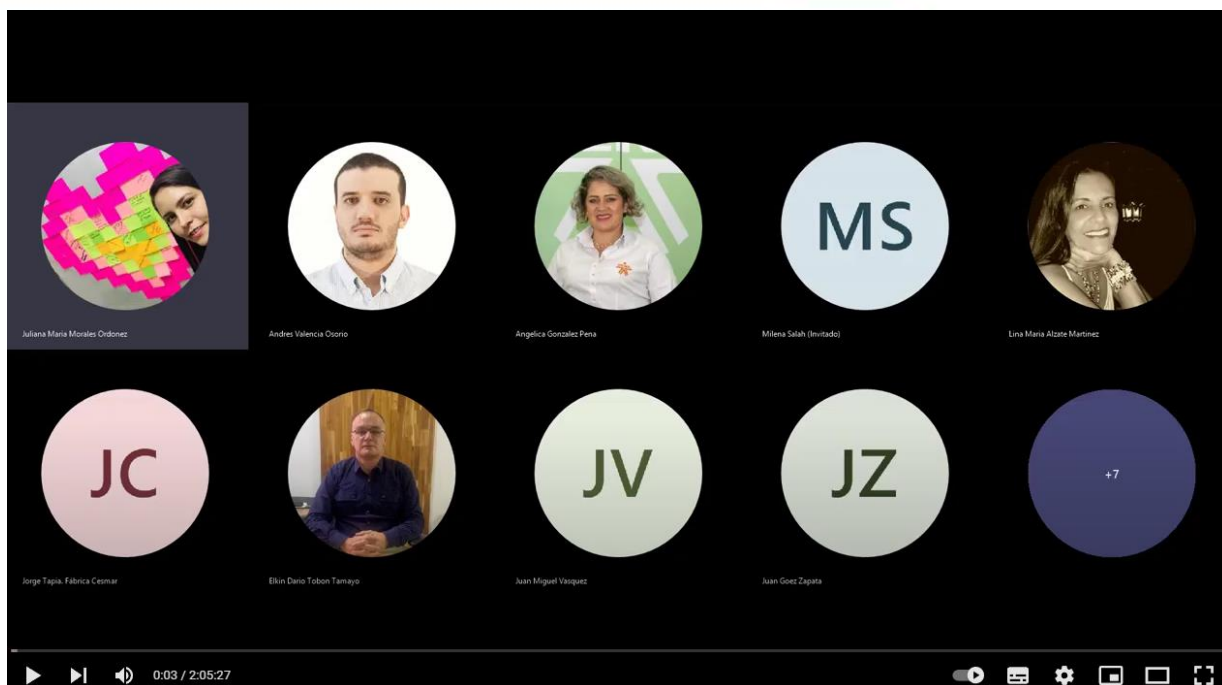 MS
Juliana Maria Morales Ordonez
Andres Valencia Osorio
Angelica Gonzalez Pena
Milena Salah (Invitado)
Lina Maria Alzate Martinez
JC
JV
JZ
+7
Jorge Tapia. Fábrica Cesmar
Elkin Dario Tobon Tamayo
Juan Miguel Vasquez
Juan Goez Zapata
0:03 / 2:05:27